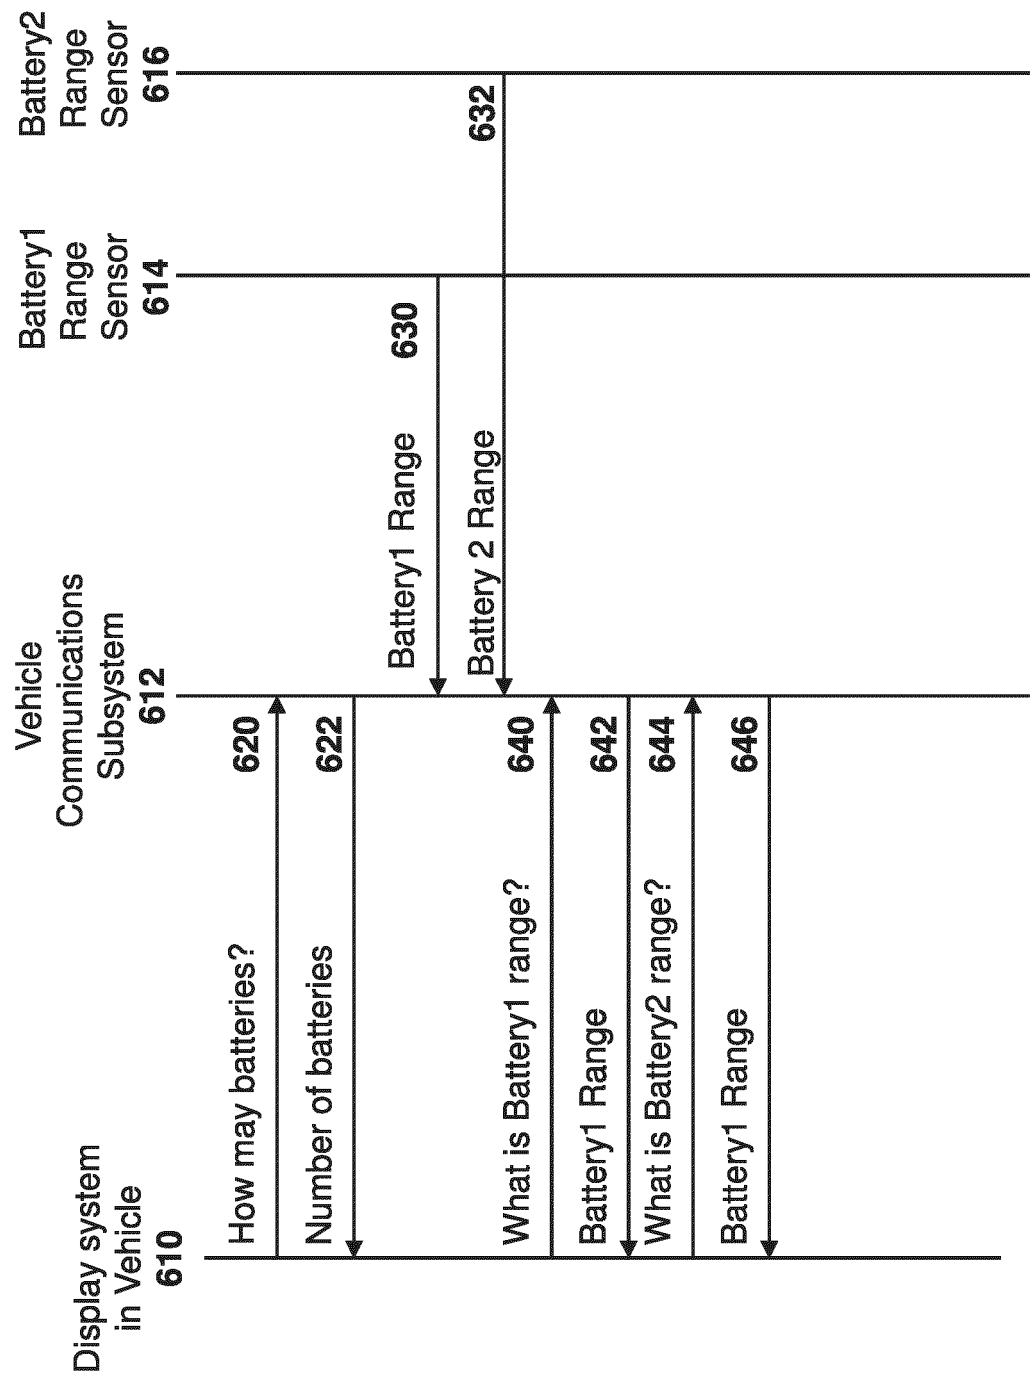 Display system
in Vehicle
610
Vehicle
Communications
Subsystem
612
Battery1
Range
Sensor
614
Battery2
Range
Sensor
616
How may batteries?
620
Number of batteries
622
Battery1 Range
630
Battery 2 Range
632
What is Battery1 range?
640
Battery1 Range
642
What is Battery2 range?
644
Battery1 Range
646